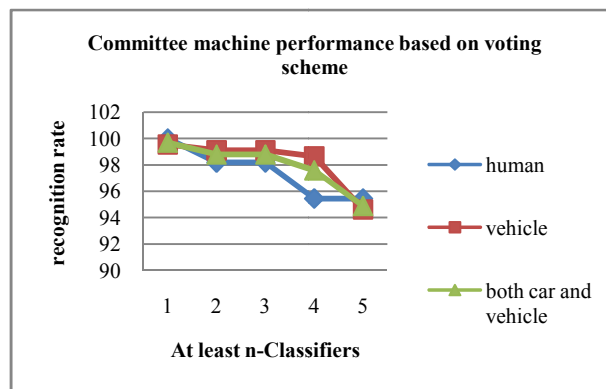 Committee machine performance based on voting
scheme
recognition rate
102
100
98
96
94
92
90
1 2 3 4 5
At least n-Classifiers
human
vehicle
both car and
vehicle